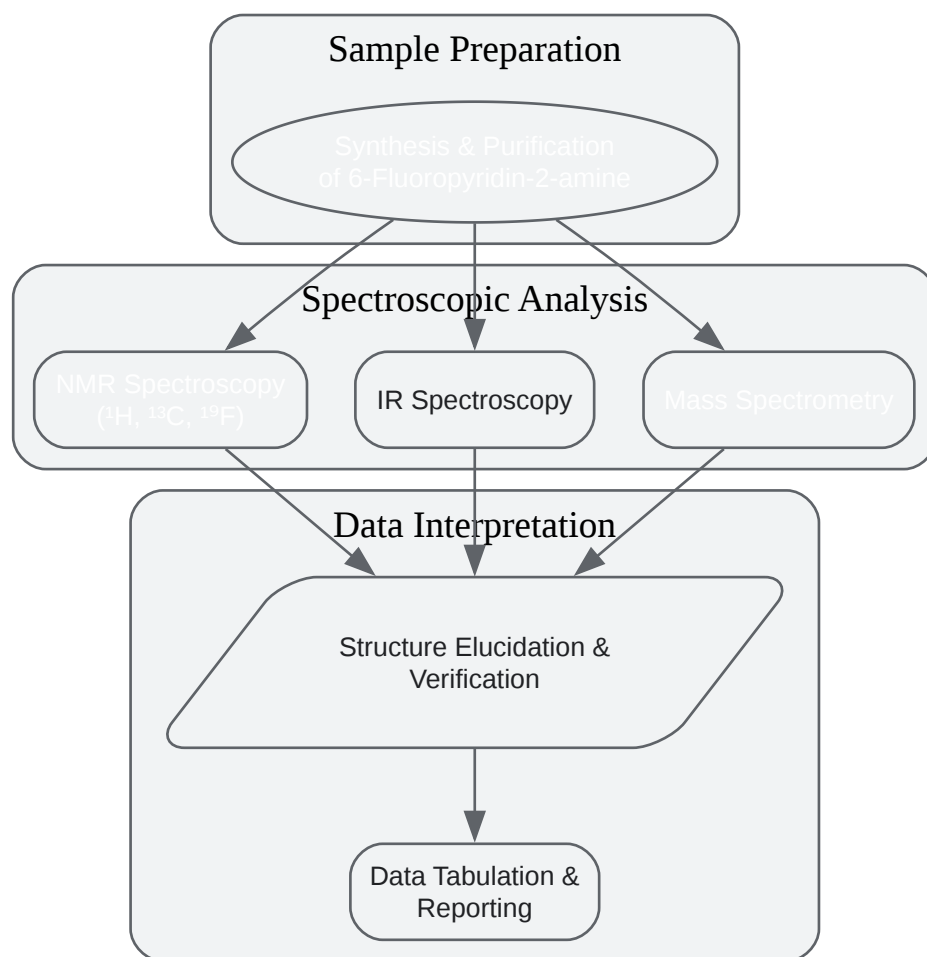 Sample Preparation
Synthesis & Purification
of 6-Fluoropyridin-2-amine
Spectroscopic Analysis
NMR Spectroscopy
(¹H, ¹³C, ¹⁹F)
IR Spectroscopy
Mass Spectrometry
Data Interpretation
Structure Elucidation &
Verification
Data Tabulation &
Reporting